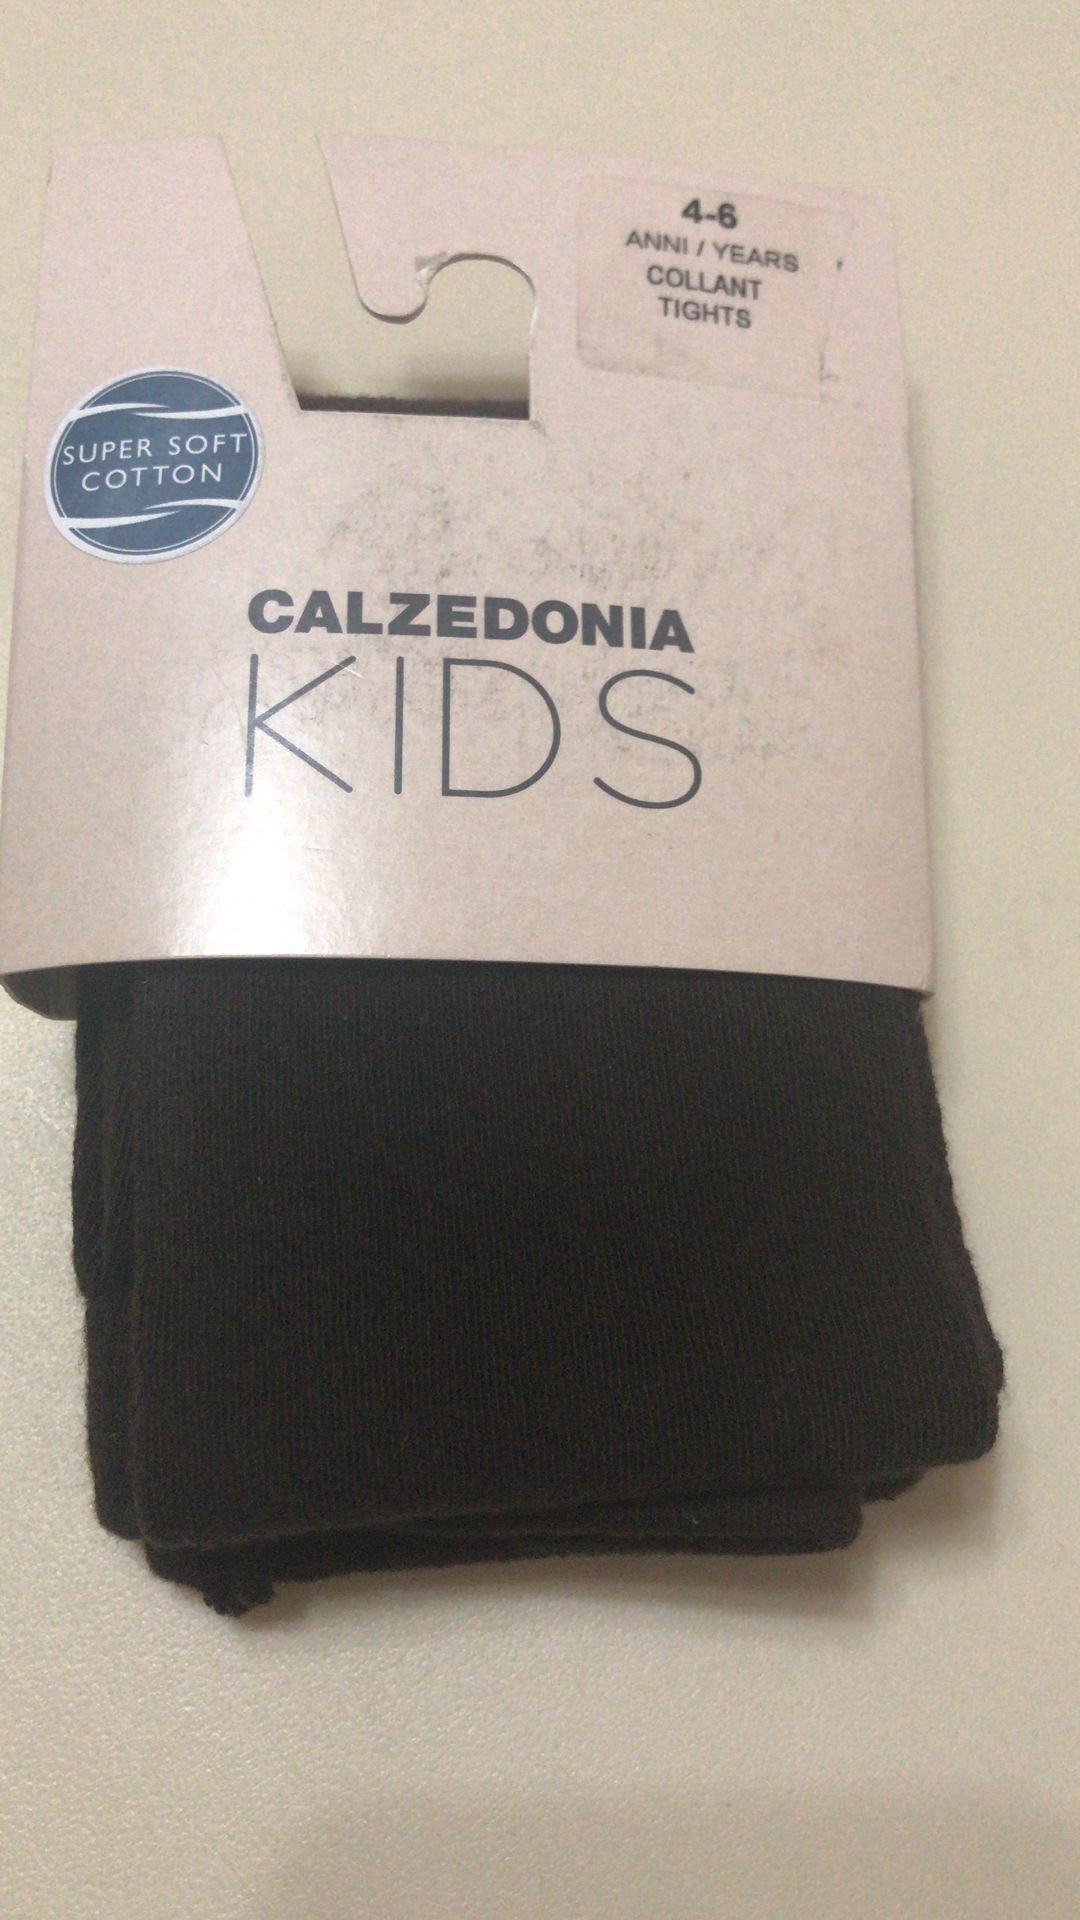 4-6
ANNI / YEARS
COLLANT
TIGHTS
SUPER SOFT
COTTON
CALZEDONIA
KIDS